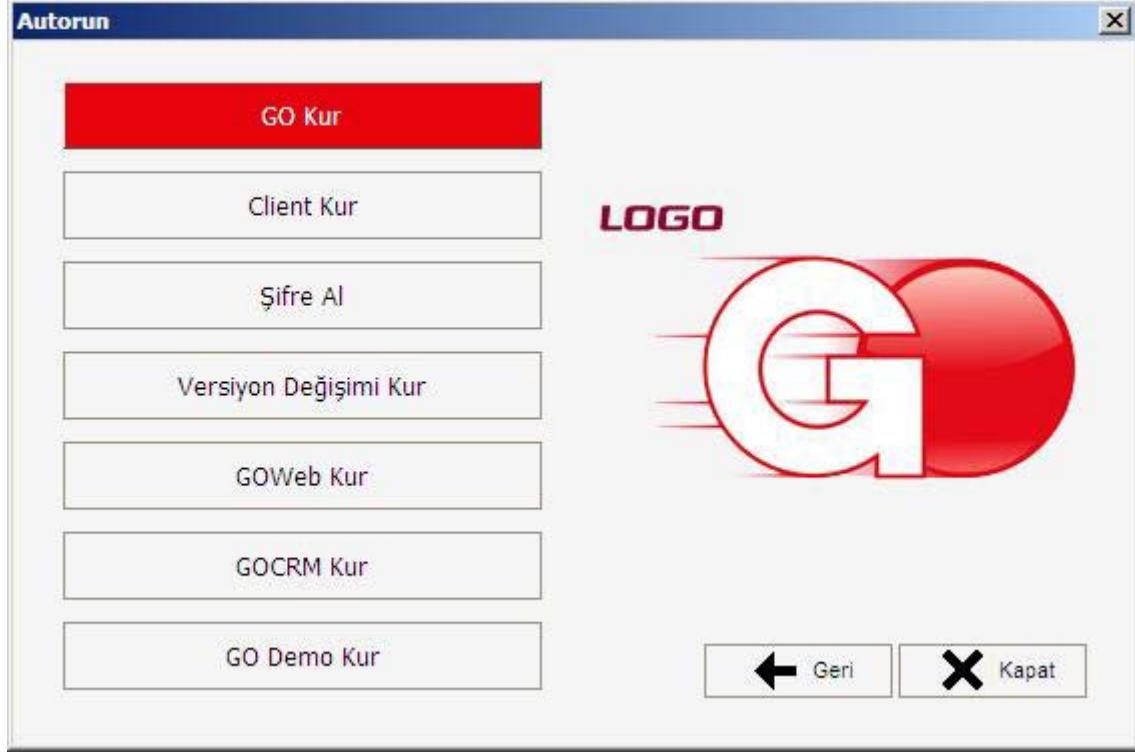 Autorun
GO Kur
Client Kur
Şifre Al
Versiyon Değişimi Kur
GOWeb Kur
GOCRM Kur
GO Demo Kur
LOGO
GO
Geri
Kapat